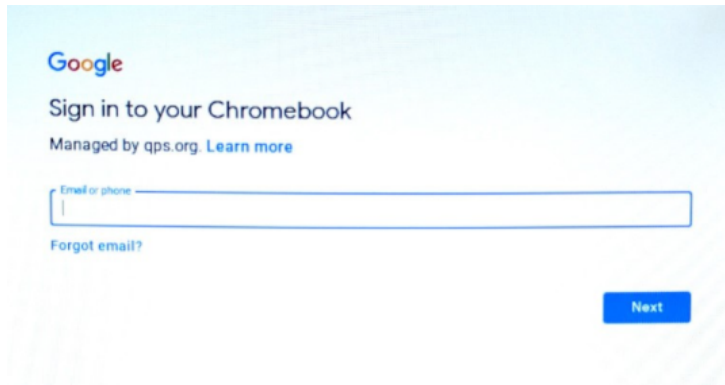 Google
Sign in to your Chromebook
Managed by qps.org. Learn more
Email or phone
Forgot email?
Next